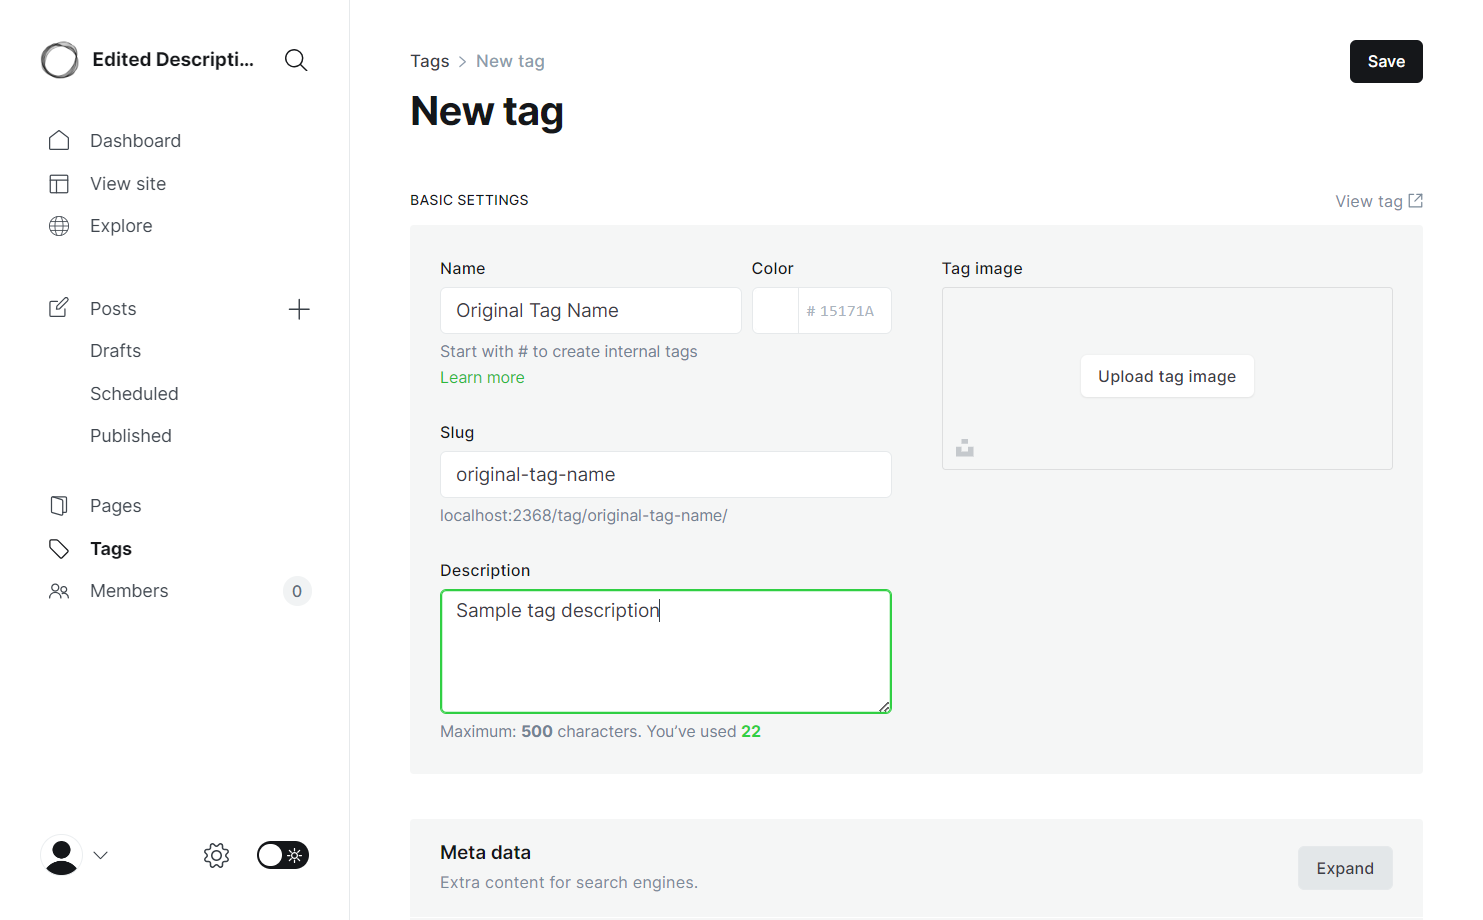 Edited Descripti...
Dashboard
View site
Explore
Posts
Drafts
Scheduled
Published
Pages
Tags
Members
0
Tags > New tag
Save
New tag
BASIC SETTINGS
View tag
Name
Original Tag Name
Start with # to create internal tags
Learn more
Color
# 15171A
Slug
original-tag-name
localhost:2368/tag/original-tag-name/
Description
Sample tag description
Maximum: 500 characters. You’ve used 22
Tag image
Upload tag image
Meta data
Extra content for search engines.
Expand